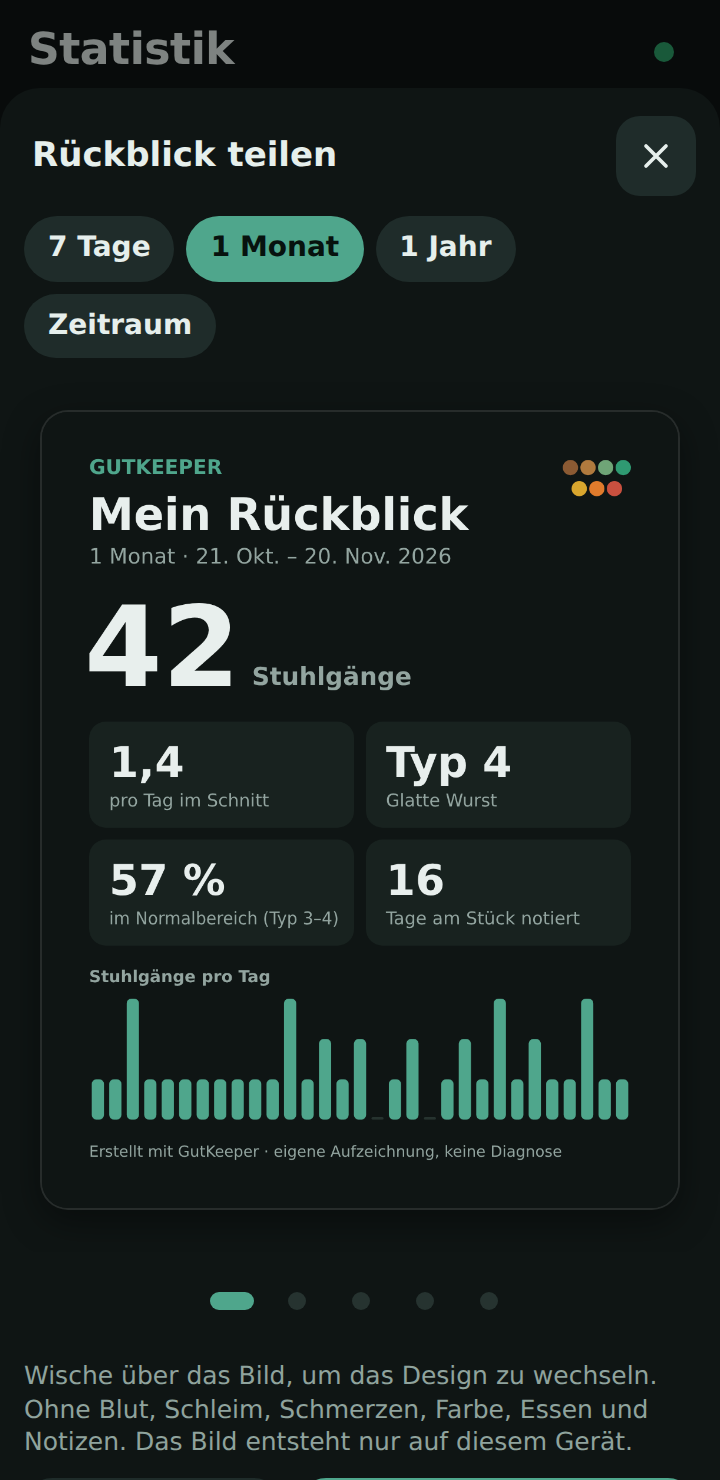 Statistik
Rückblick teilen
7 Tage
1 Monat
1 Jahr
Zeitraum
GUTKEEPER
Mein Rückblick
1 Monat · 21. Okt. – 20. Nov. 2026
42 Stuhlgänge
1,4
pro Tag im Schnitt
Typ 4
Glatte Wurst
57 %
im Normalbereich (Typ 3–4)
16
Tage am Stück notiert
Stuhlgänge pro Tag
Erstellt mit GutKeeper · eigene Aufzeichnung, keine Diagnose
Wische über das Bild, um das Design zu wechseln.
Ohne Blut, Schleim, Schmerzen, Farbe, Essen und
Notizen. Das Bild entsteht nur auf diesem Gerät.